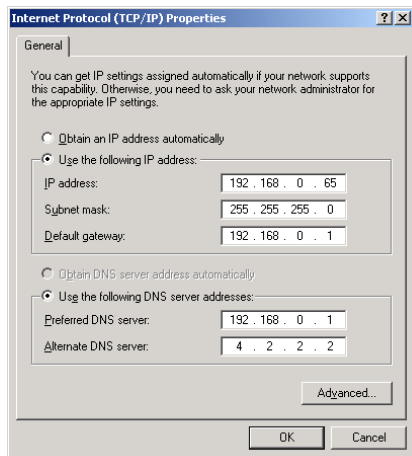 Internet Protocol (TCP/IP) Properties
General
You can get IP settings assigned automatically if your network supports
this capability. Otherwise, you need to ask your network administrator for
the appropriate IP settings.
Obtain an IP address automatically
Use the following IP address:
IP address: 192 . 168 . 0 . 65
Subnet mask: 255 . 255 . 255 . 0
Default gateway: 192 . 168 . 0 . 1
Obtain DNS server address automatically
Use the following DNS server addresses:
Preferred DNS server: 192 . 168 . 0 . 1
Alternate DNS server: 4 . 2 . 2 . 2
Advanced...
OK Cancel